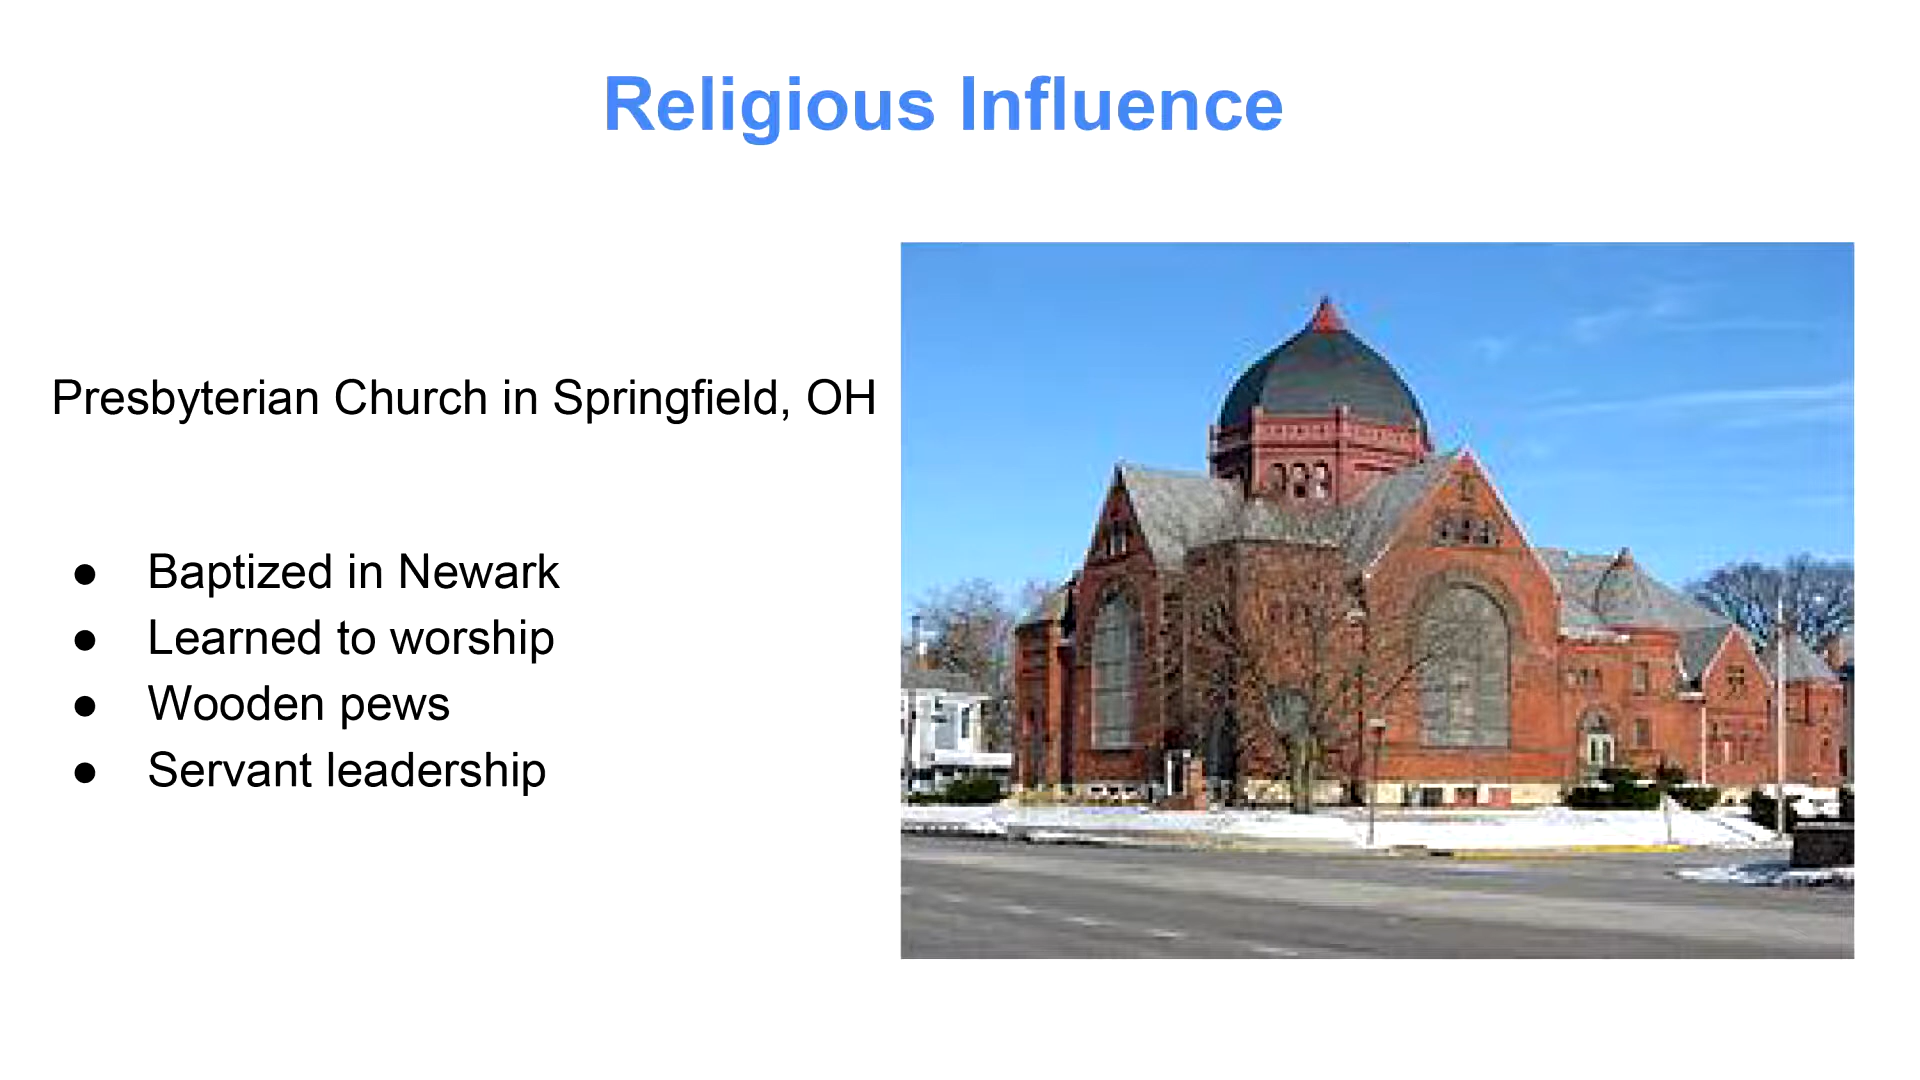 Religious Influence
Presbyterian Church in Springfield, OH
● Baptized in Newark
● Learned to worship
● Wooden pews
● Servant leadership